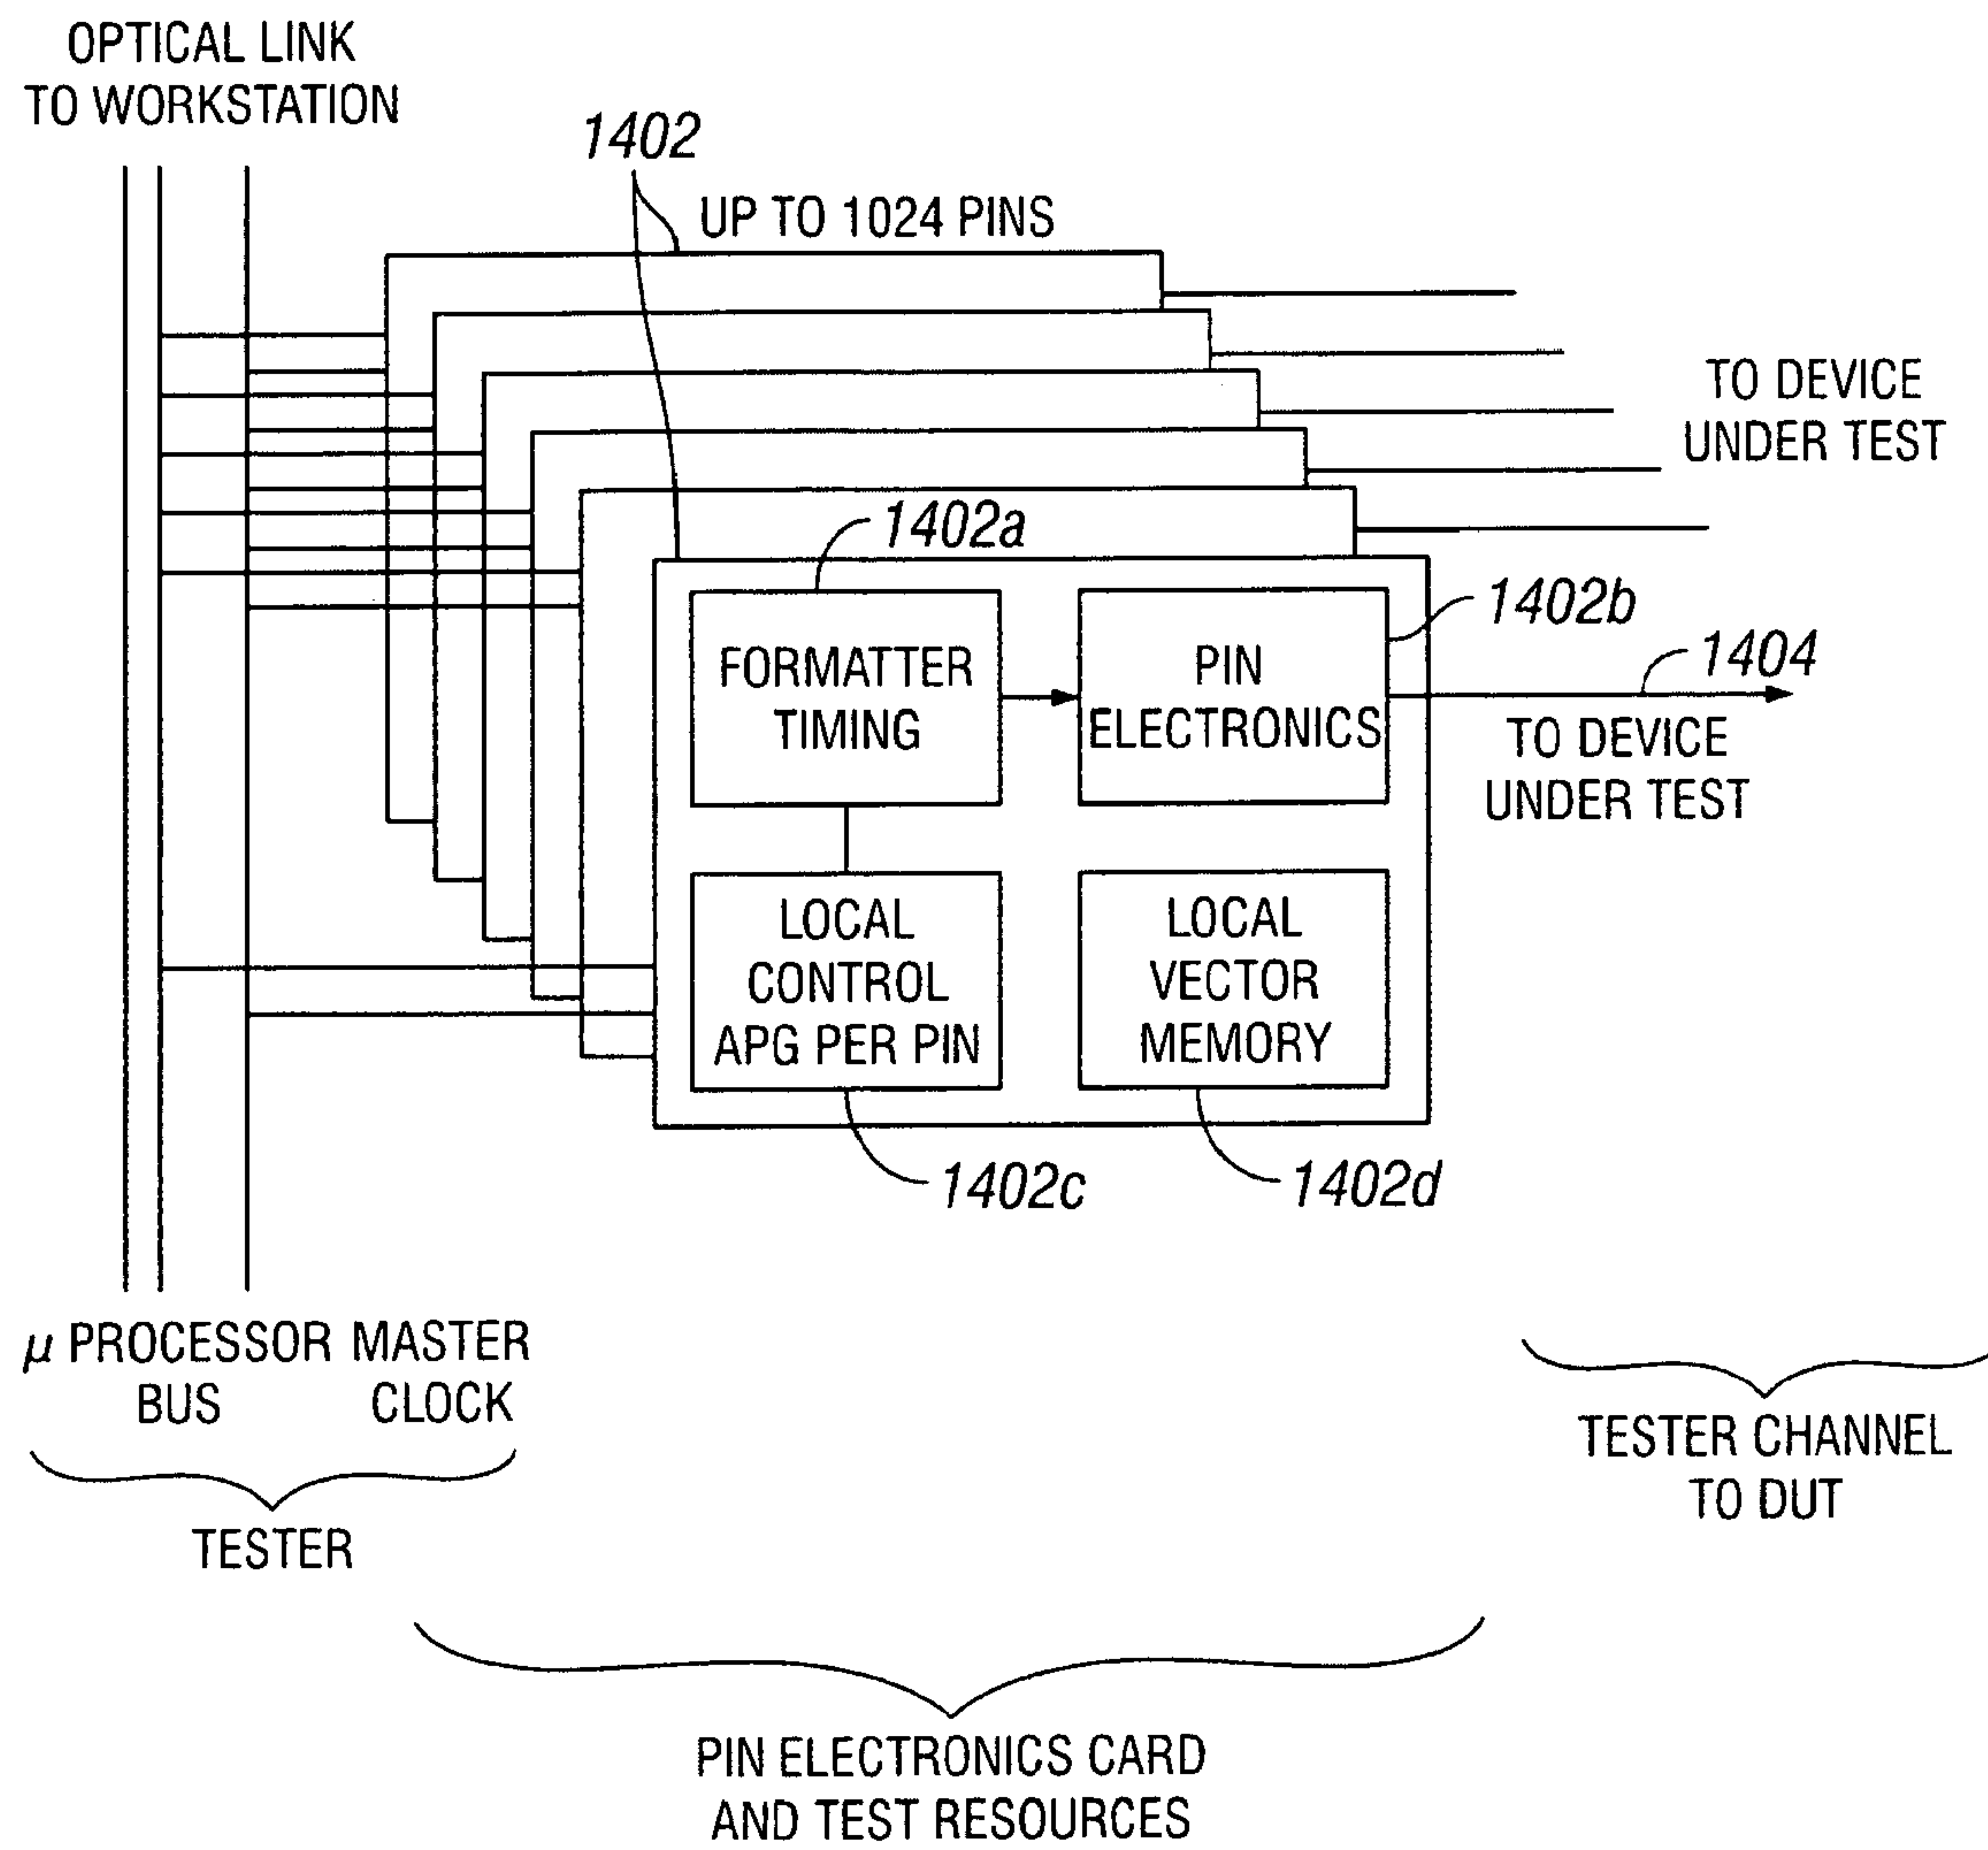 OPTICAL LINK
TO WORKSTATION
1402
UP TO 1024 PINS
TO DEVICE
UNDER TEST
1402a
1402b
1404
FORMATTER
TIMING
PIN
ELECTRONICS
TO DEVICE
UNDER TEST
LOCAL
CONTROL
APG PER PIN
LOCAL
VECTOR
MEMORY
1402c
1402d
μ PROCESSOR
BUS
MASTER
CLOCK
TESTER
TESTER CHANNEL
TO DUT
PIN ELECTRONICS CARD
AND TEST RESOURCES